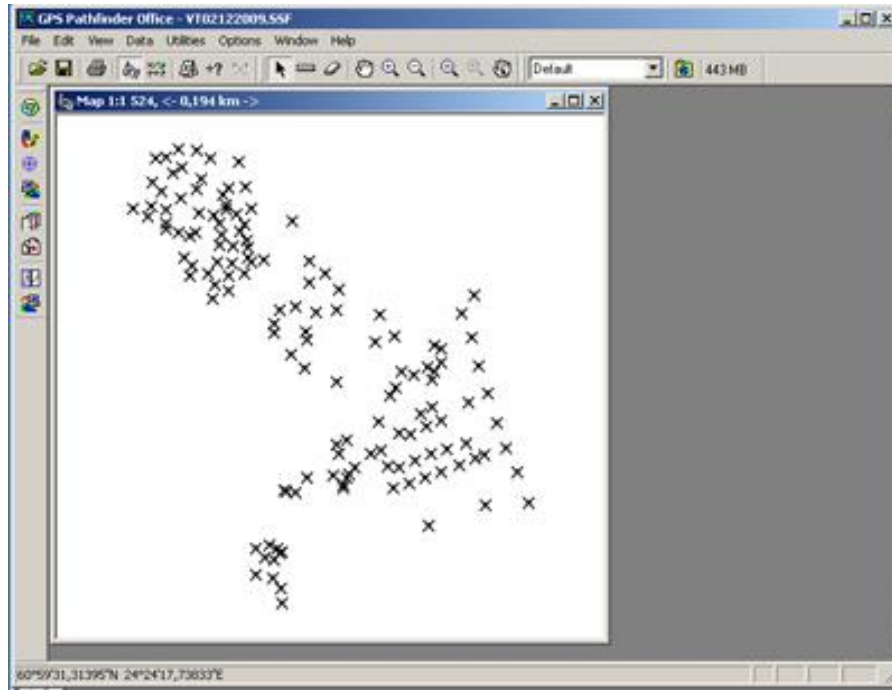 GPS Pathfinder Office - VT02122009.SSF
File Edit View Data Utilities Options Window Help
Default 443 MB
Map 1:1 524, <- 0,194 km ->
60°59'31,31395"N 24°24'17,73833"E